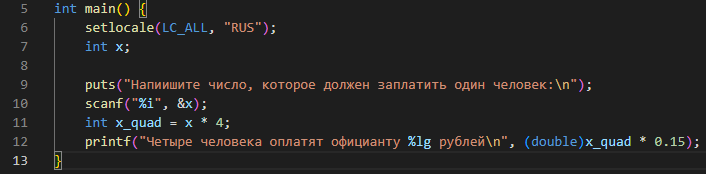 5 int main() {
6 setlocale(LC_ALL, "RUS");
7 int x;
8
9 puts("Напиишите число, которое должен заплатить один человек:\n");
10 scanf("%i", &x);
11 int x_quad = x * 4;
12 printf("Четыре человека оплатят официанту %lg рублей\n", (double)x_quad * 0.15);
13 }